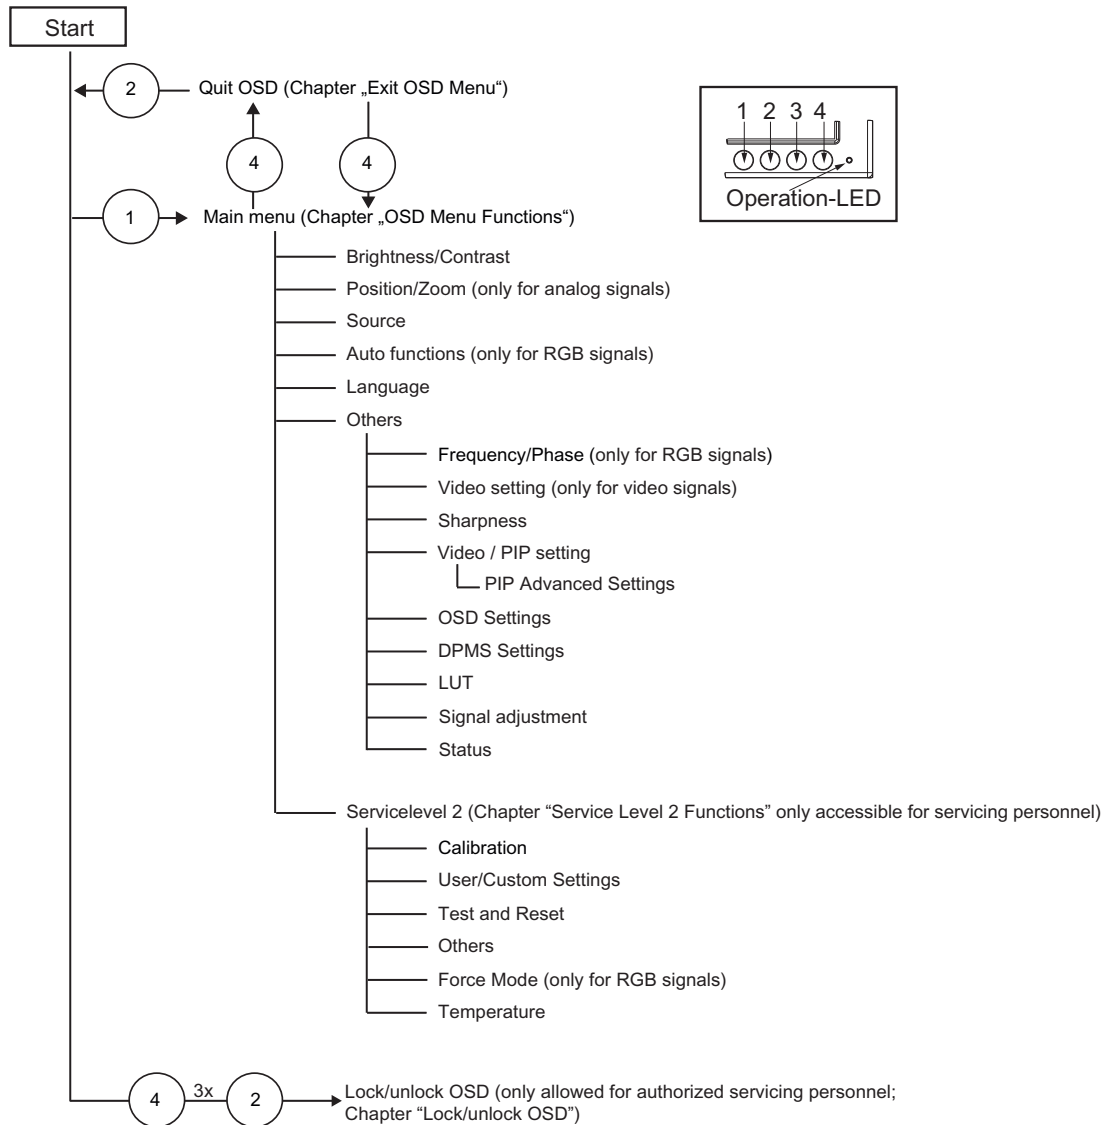 Start
2
Quit OSD (Chapter „Exit OSD Menu“)
4
4
1 2 3 4
Operation-LED
1
Main menu (Chapter „OSD Menu Functions“)
Brightness/Contrast
Position/Zoom (only for analog signals)
Source
Auto functions (only for RGB signals)
Language
Others
Frequency/Phase (only for RGB signals)
Video setting (only for video signals)
Sharpness
Video / PIP setting
PIP Advanced Settings
OSD Settings
DPMS Settings
LUT
Signal adjustment
Status
Servicelevel 2 (Chapter “Service Level 2 Functions” only accessible for servicing personnel)
Calibration
User/Custom Settings
Test and Reset
Others
Force Mode (only for RGB signals)
Temperature
4
3x
2
Lock/unlock OSD (only allowed for authorized servicing personnel;
Chapter “Lock/unlock OSD”)